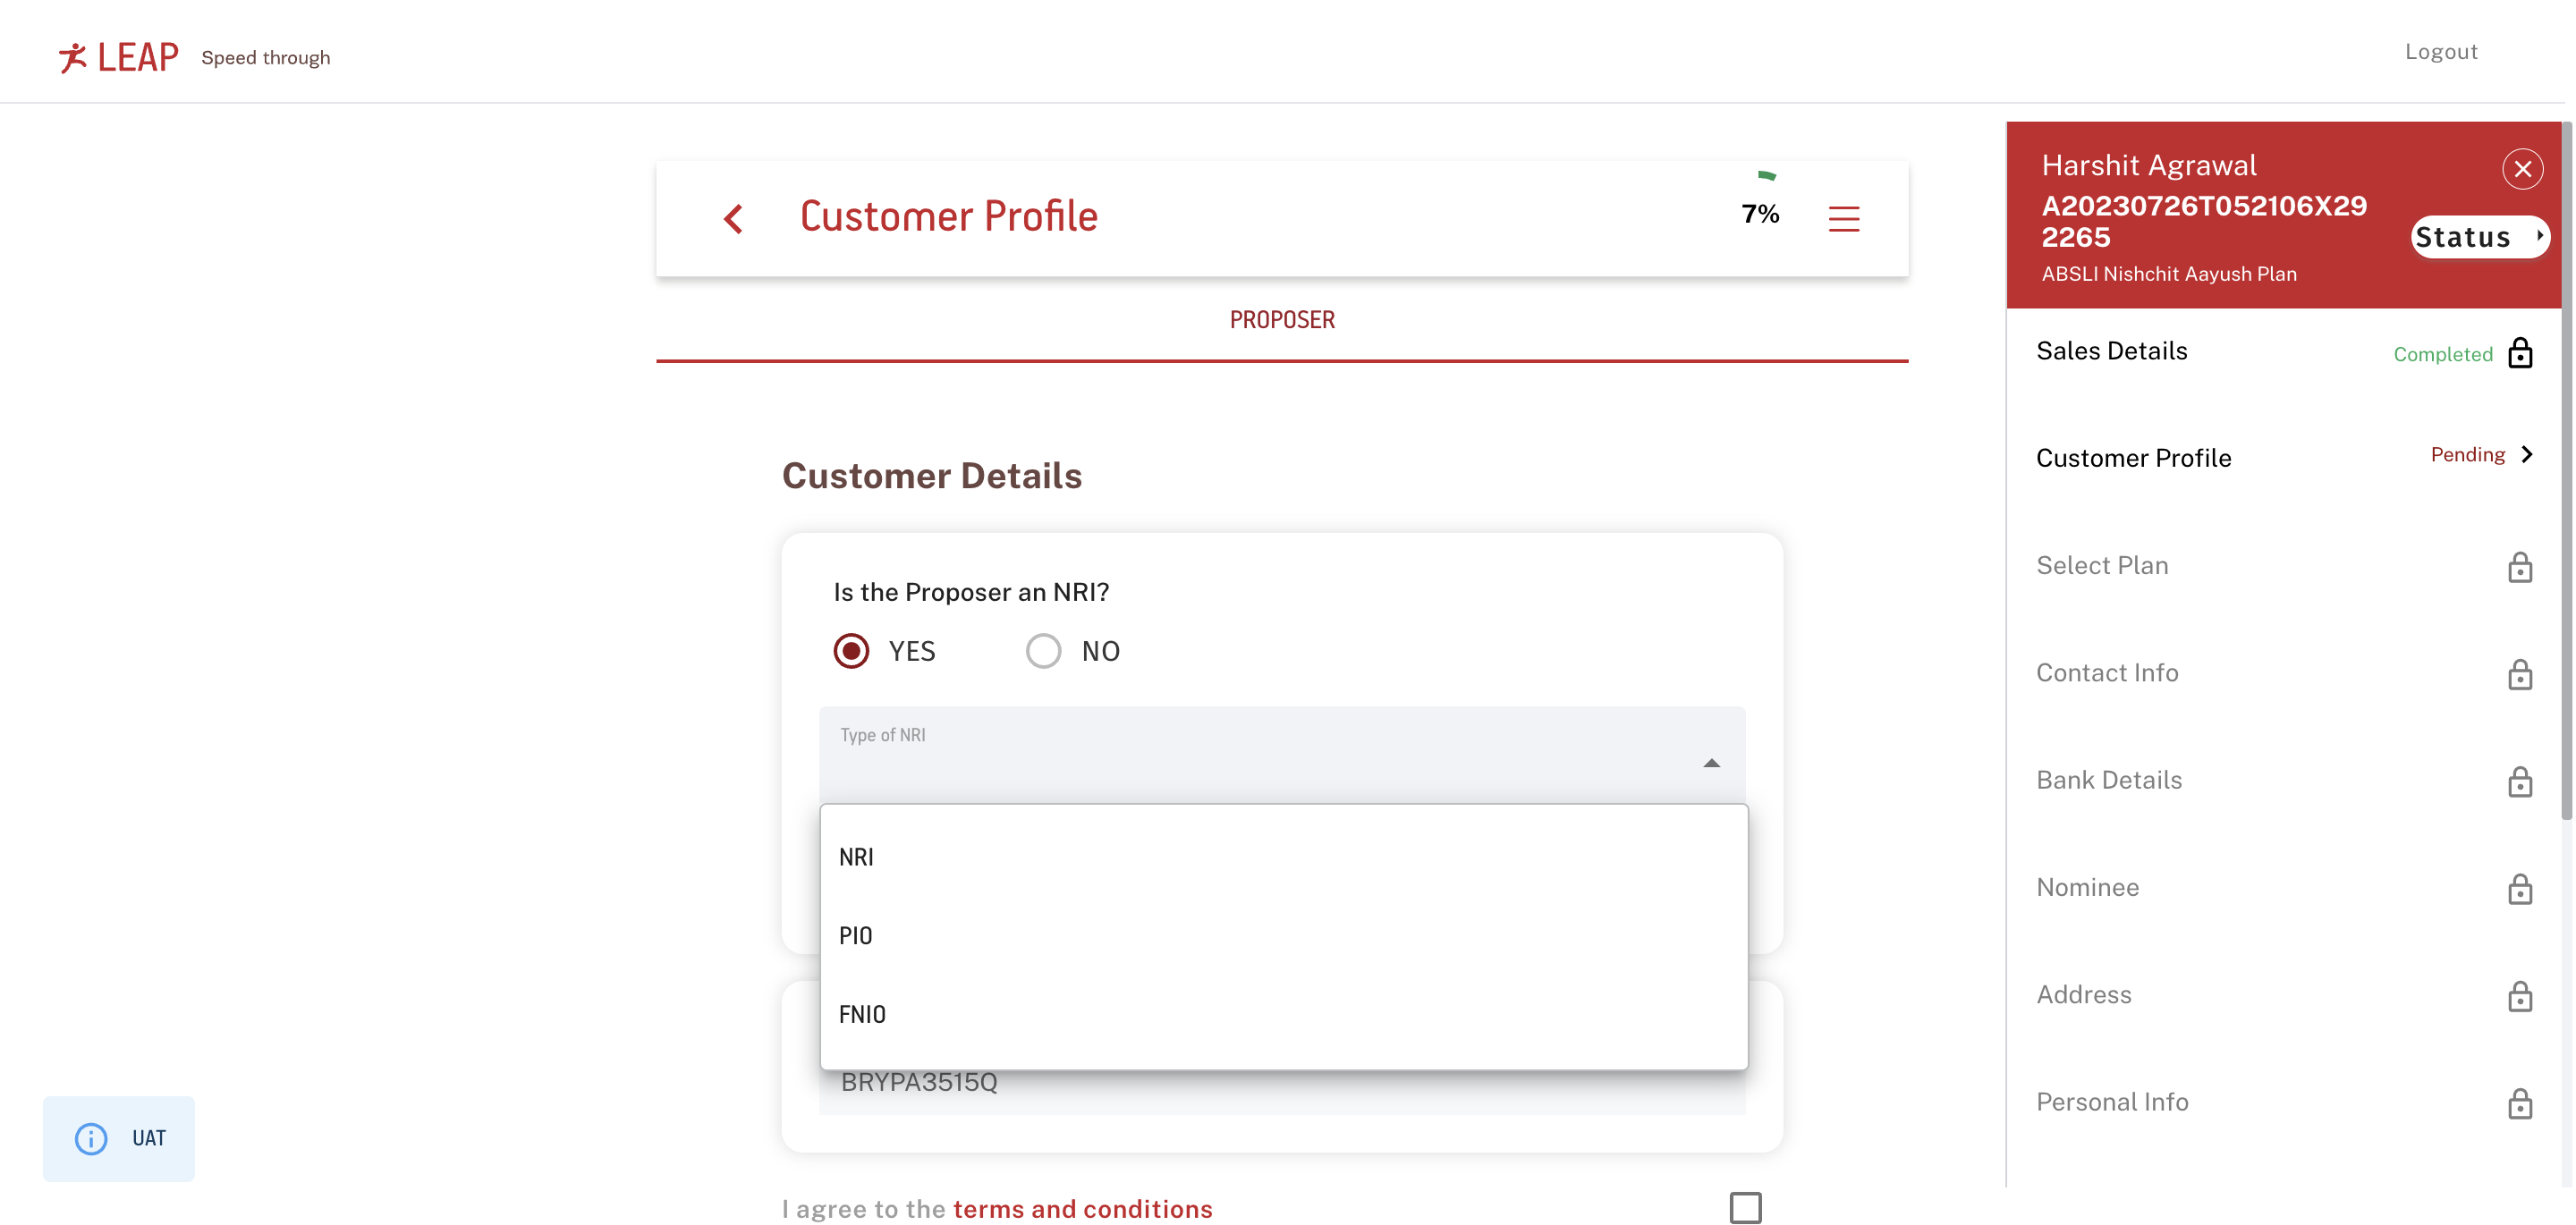 LEAP Speed through
Logout
Customer Profile
7%
PROPOSER
Customer Details
Is the Proposer an NRI?
YES NO
Type of NRI
NRI
PIO
FNIO
BRYPA3515Q
I agree to the terms and conditions
UAT
Harshit Agrawal
A20230726T052106X29
2265
Status
ABSLI Nishchit Aayush Plan
Sales Details Completed
Customer Profile Pending
Select Plan
Contact Info
Bank Details
Nominee
Address
Personal Info